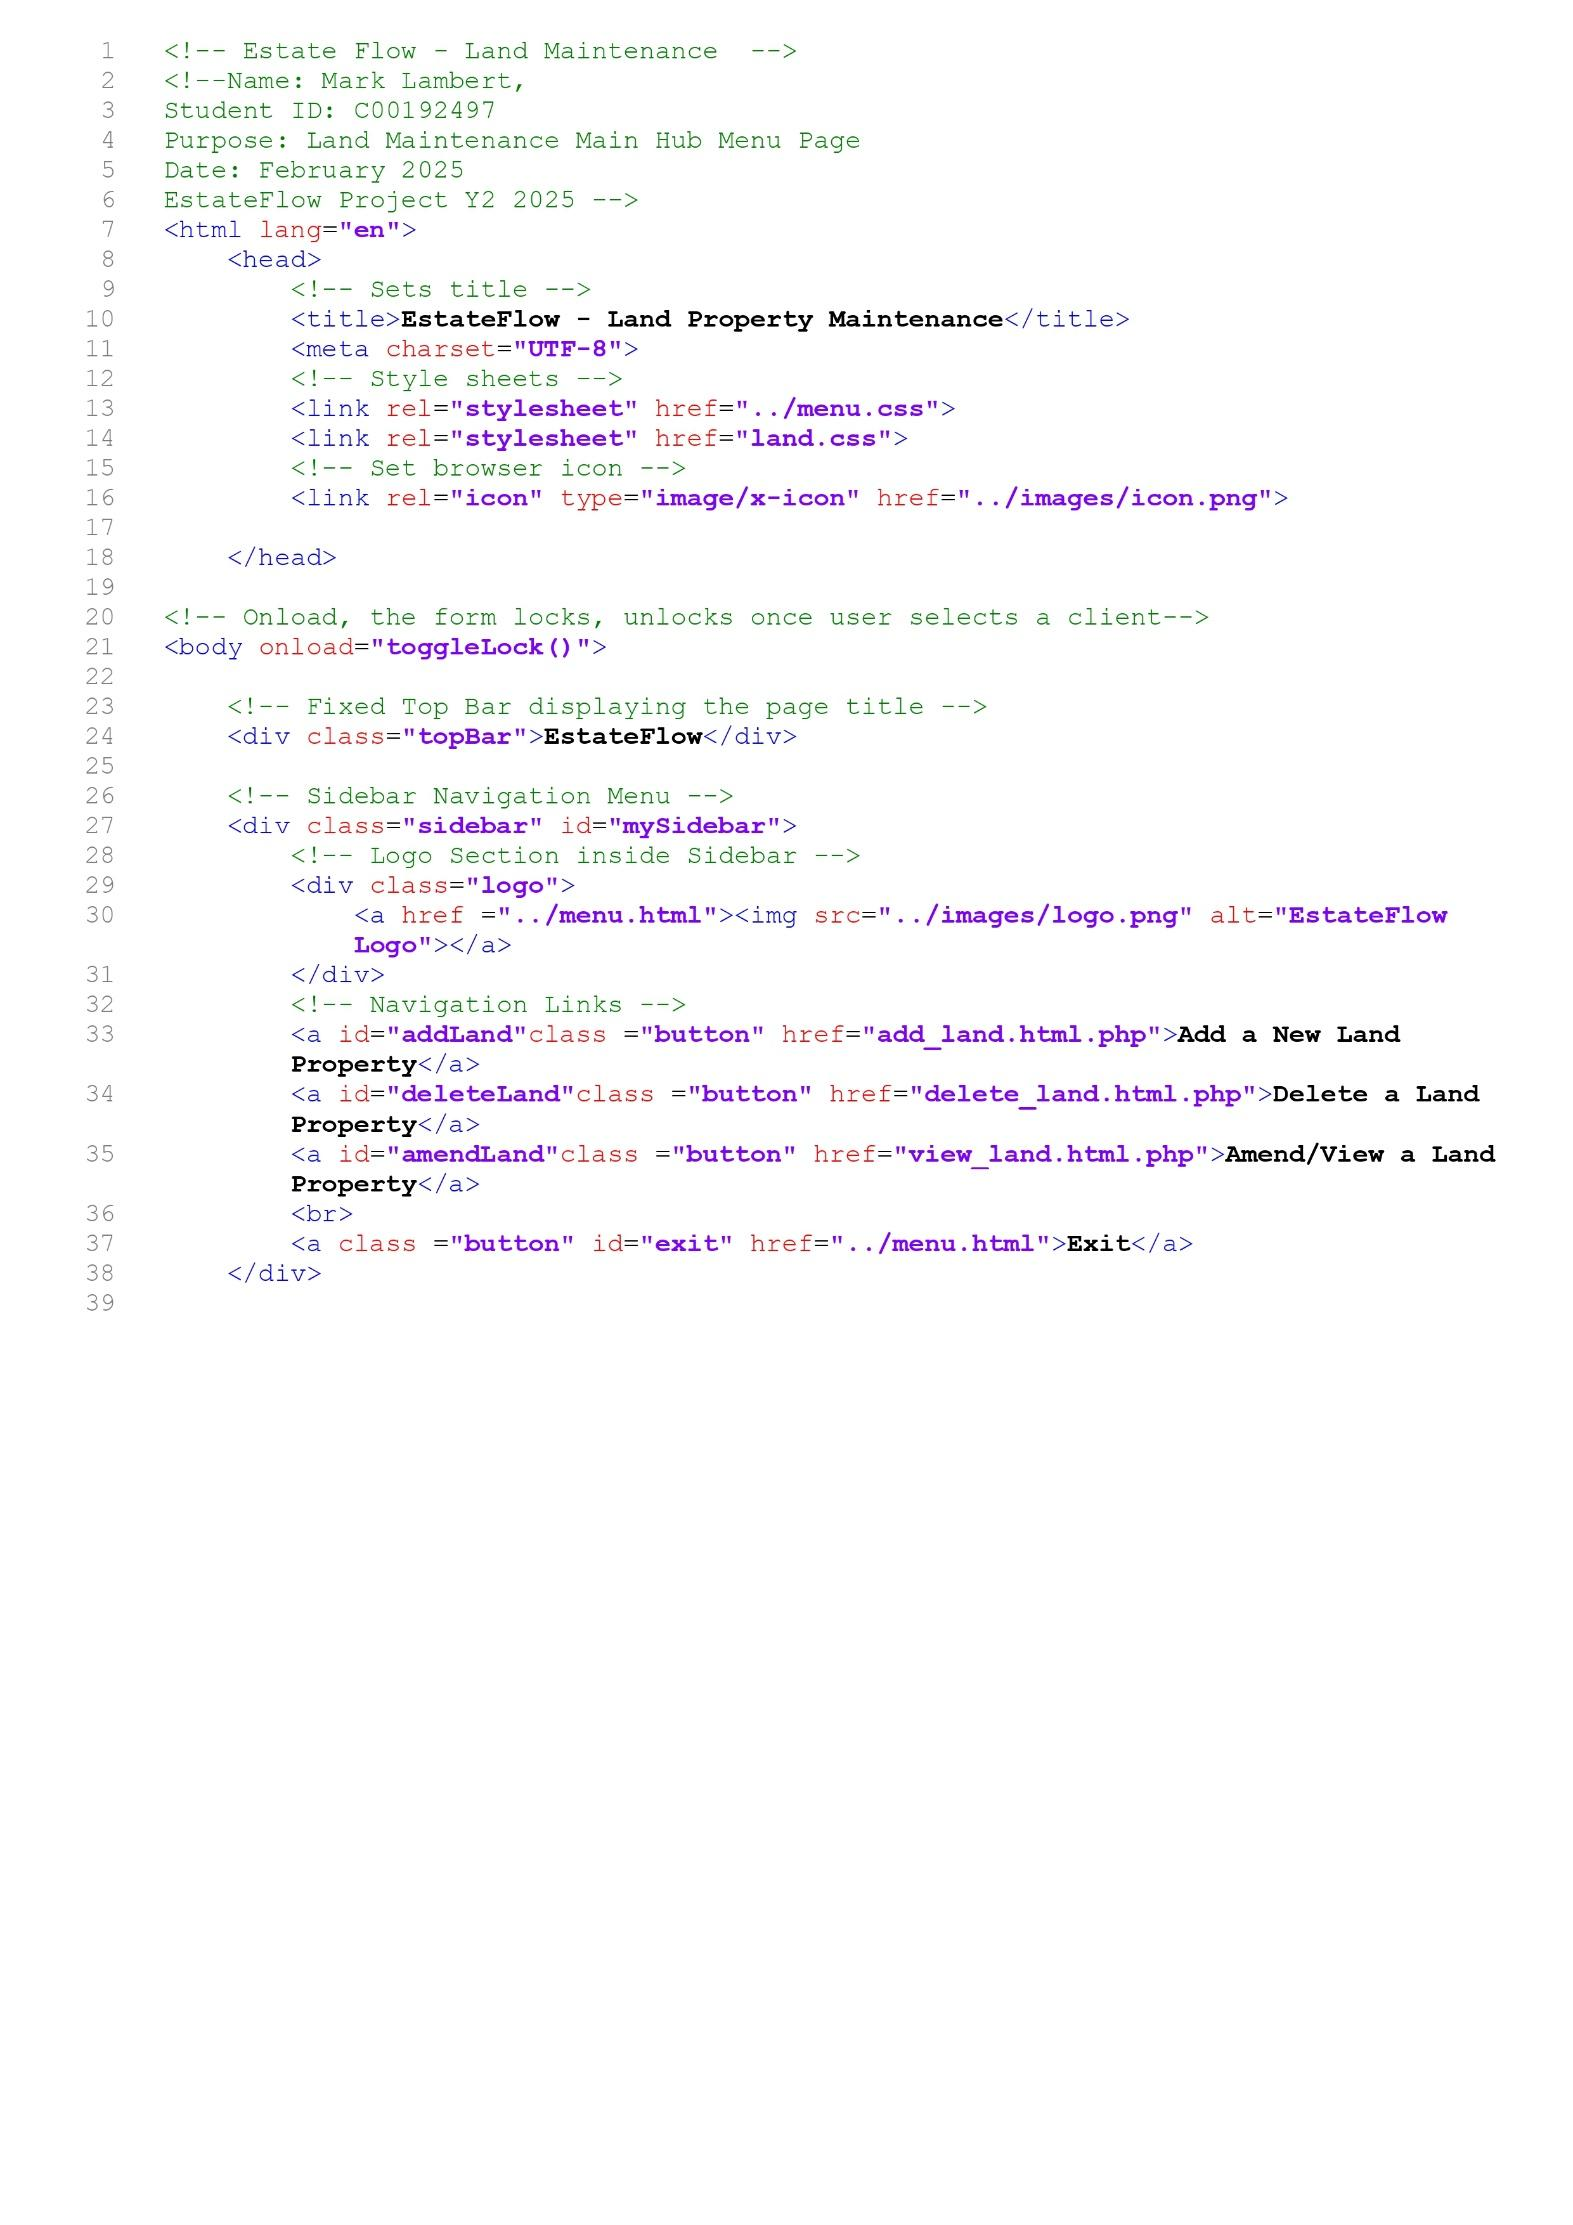 1 <!-- Estate Flow - Land Maintenance  -->
2 <!--Name: Mark Lambert,
3 Student ID: C00192497
4 Purpose: Land Maintenance Main Hub Menu Page
5 Date: February 2025
6 EstateFlow Project Y2 2025 -->
7 <html lang="en">
8 <head>
9 <!-- Sets title -->
10 <title>EstateFlow - Land Property Maintenance</title>
11 <meta charset="UTF-8">
12 <!-- Style sheets -->
13 <link rel="stylesheet" href="../menu.css">
14 <link rel="stylesheet" href="land.css">
15 <!-- Set browser icon -->
16 <link rel="icon" type="image/x-icon" href="../images/icon.png">
17
18 </head>
19
20 <!-- Onload, the form locks, unlocks once user selects a client-->
21 <body onload="toggleLock()">
22
23 <!-- Fixed Top Bar displaying the page title -->
24 <div class="topBar">EstateFlow</div>
25
26 <!-- Sidebar Navigation Menu -->
27 <div class="sidebar" id="mySidebar">
28 <!-- Logo Section inside Sidebar -->
29 <div class="logo">
30 <a href ="../menu.html"><img src="../images/logo.png" alt="EstateFlow
Logo"></a>
31 </div>
32 <!-- Navigation Links -->
33 <a id="addLand"class ="button" href="add_land.html.php">Add a New Land
Property</a>
34 <a id="deleteLand"class ="button" href="delete_land.html.php">Delete a Land
Property</a>
35 <a id="amendLand"class ="button" href="view_land.html.php">Amend/View a Land
Property</a>
36 <br>
37 <a class ="button" id="exit" href="../menu.html">Exit</a>
38 </div>
39